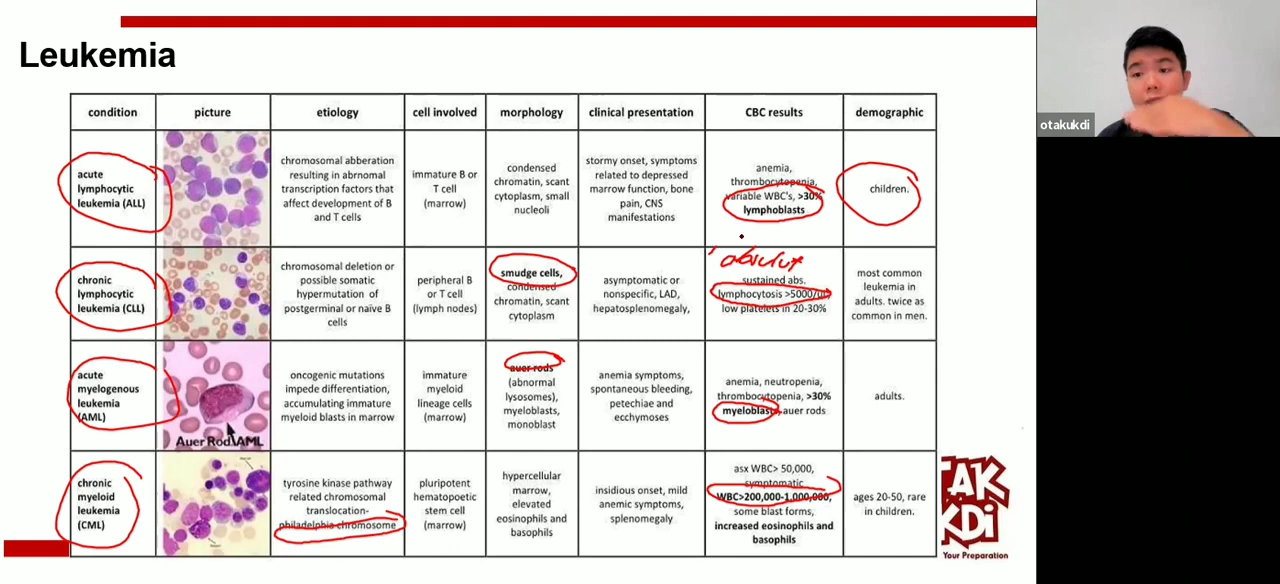 Leukemia
condition
picture
etiology
cell involved
morphology
clinical presentation
CBC results
demographic
acute
lymphocytic
leukemia (ALL)
chromosomal abberation
resulting in abrnomal
transcription factors that
affect development of B
and T cells
immature B or
T cell
(marrow)
condensed
chromatin, scant
cytoplasm, small
nucleoli
stormy onset, symptoms
related to depressed
marrow function, bone
pain, CNS
manifestations
anemia,
thrombocytopenia,
variable WBC's, >30%
lymphoblasts
children.
chronic
lymphocytic
leukemia (CLL)
chromosomal deletion or
possible somatic
hypermutation of
postgerminal or naïve B
cells
peripheral B
or T cell
(lymph nodes)
smudge cells,
condensed
chromatin, scant
cytoplasm
asymptomatic or
nonspecific, LAD,
hepatosplenomegaly,
sustained abs.
lymphocytosis >5000/
low platelets in 20-30%
most common
leukemia in
adults. twice as
common in men.
acute
myelogenous
leukemia
(AML)
Auer Rod\AML
oncogenic mutations
impede differentiation,
accumulating immature
myeloid blasts in marrow
immature
myeloid
lineage cells
(marrow)
auer rods
(abnormal
lysosomes),
myeloblasts,
monoblast
anemia symptoms,
spontaneous bleeding,
petechiae and
ecchymoses
anemia, neutropenia,
thrombocytopenia, >30%
myeloblasts, auer rods
adults.
chronic
myeloid
leukemia
(CML)
tyrosine kinase pathway
related chromosomal
translocation-
philadelphia chromosome
pluripotent
hematopoetic
stem cell
(marrow)
hypercellular
marrow,
elevated
eosinophils and
basophils
insidious onset, mild
anemic symptoms,
splenomegaly
asx WBC> 50,000,
symptomatic
WBC>200,000-1,000,000,
some blast forms,
increased eosinophils and
basophils
ages 20-50, rare
in children.
TAK
KDi
Your Preparation
otakukdi